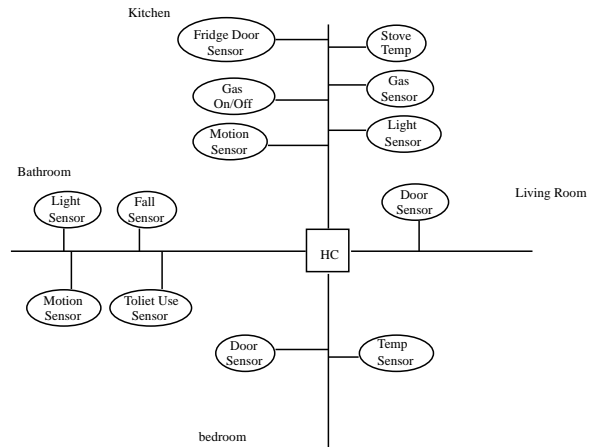 Kitchen
Fridge Door
Sensor
Stove
Temp
Gas
On/Off
Gas
Sensor
Motion
Sensor
Light
Sensor
Bathroom
Light
Sensor
Fall
Sensor
Door
Sensor
Living Room
HC
Motion
Sensor
Toliet Use
Sensor
Door
Sensor
Temp
Sensor
bedroom